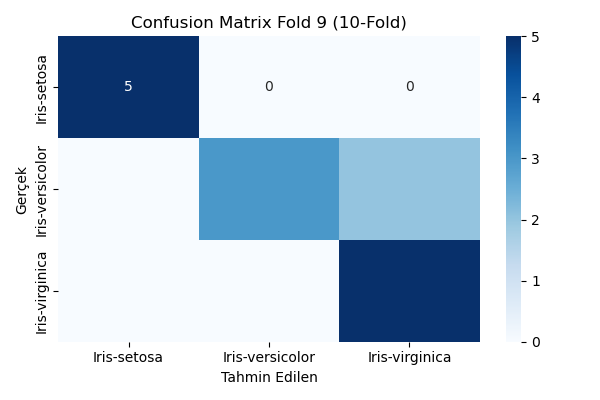 Confusion Matrix Fold 9 (10-Fold)
Gerçek
Iris-setosa
5 0 0
Iris-versicolor
Iris-virginica
Iris-setosa Iris-versicolor Iris-virginica
Tahmin Edilen
5
4
3
2
1
0